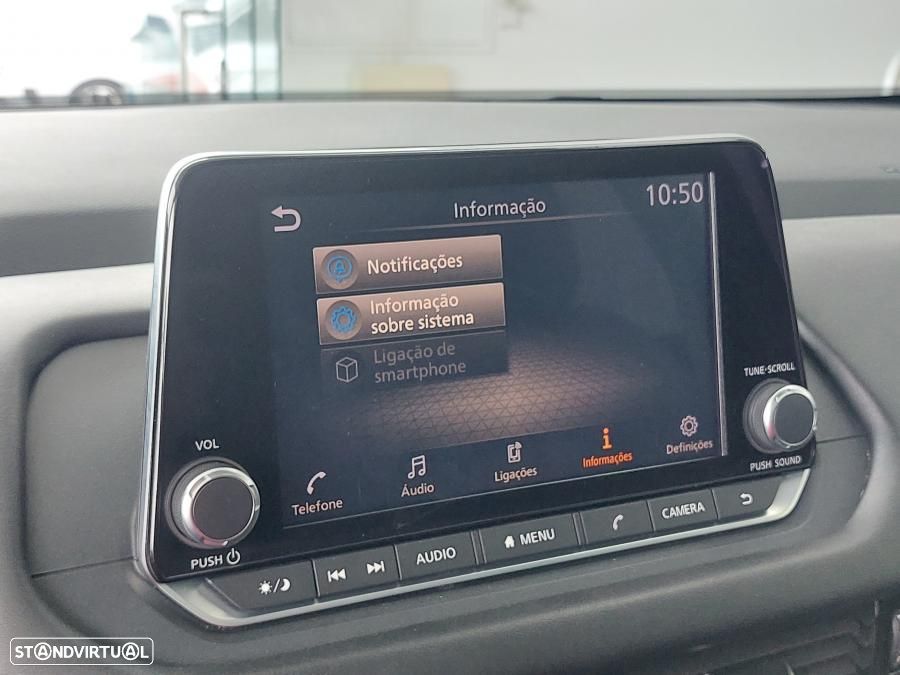 Informação
10:50
Notificações
Informação
sobre sistema
Ligação de
smartphone
TUNE·SCROLL
VOL
Telefone
Áudio
Ligações
Informações
Definições
PUSH SOUND
PUSH
AUDIO
MENU
CAMERA
STANDVIRTUAL